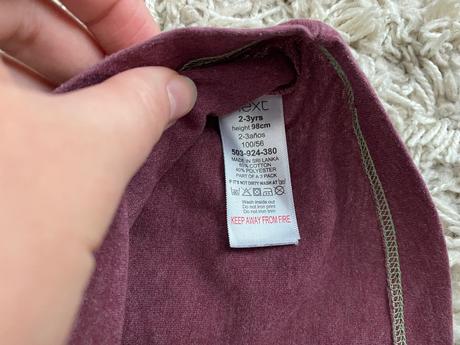 next
2-3yrs
height 98cm
2-3años
100/56
503-924-380
MADE IN SRI LANKA
60% COTTON
40% POLYESTER
PART OF A 3 PACK
IF IT'S NOT DIRTY WASH AT
Wash inside out
Do not iron print
Do not iron trim
KEEP AWAY FROM FIRE